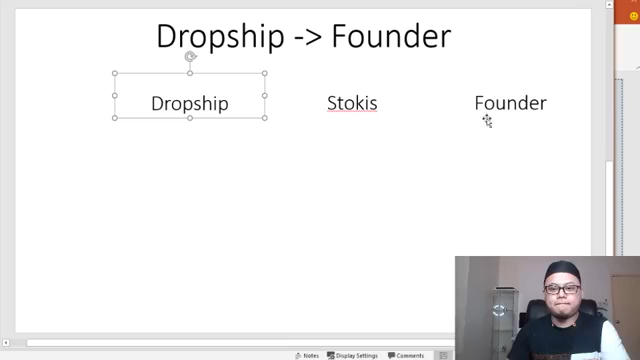 Dropship -> Founder
Dropship Stokis Founder
Notes Display Settings Comments